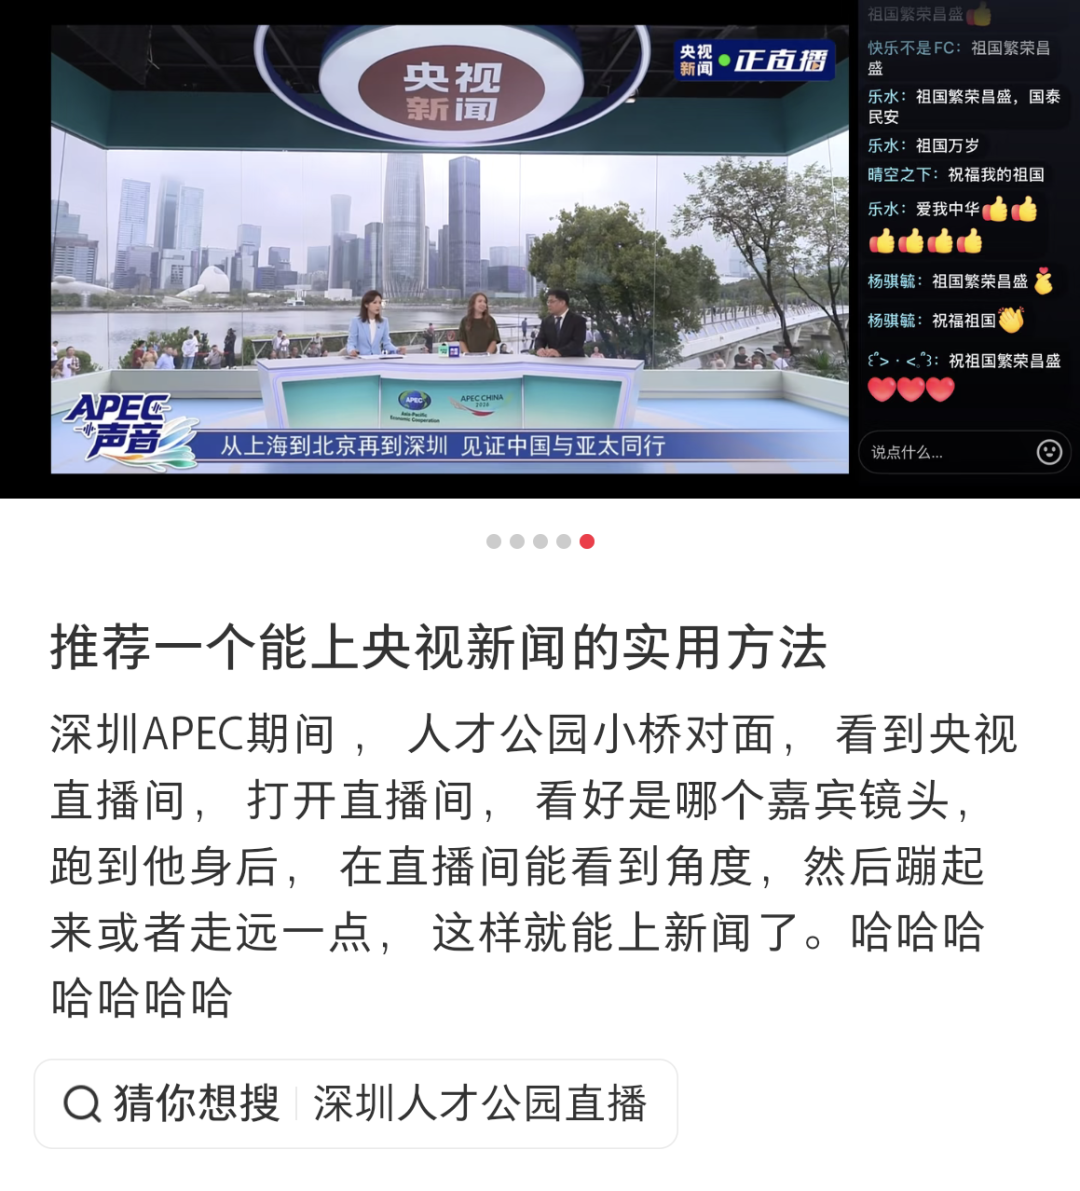 央视
新闻
央视
新闻 正直播
APEC
Asia-Pacific
Economic Cooperation
APEC CHINA
2026
APEC
声音
从上海到北京再到深圳 见证中国与亚太同行
祖国繁荣昌盛👍
快乐不是FC：祖国繁荣昌
盛
乐水：祖国繁荣昌盛，国泰
民安
乐水：祖国万岁
晴空之下：祝福我的祖国
乐水：爱我中华👍👍
👍👍👍👍
杨骐毓：祖国繁荣昌盛🫰
杨骐毓：祝福祖国👏
꒰ঔ˃ · ˂ঔ꒱：祝祖国繁荣昌盛
❤️❤️❤️
说点什么...
推荐一个能上央视新闻的实用方法
深圳APEC期间 ， 人才公园小桥对面， 看到央视
直播间， 打开直播间， 看好是哪个嘉宾镜头，
跑到他身后， 在直播间能看到角度，然后蹦起
来或者走远一点， 这样就能上新闻了。哈哈哈
哈哈哈哈
猜你想搜 深圳人才公园直播